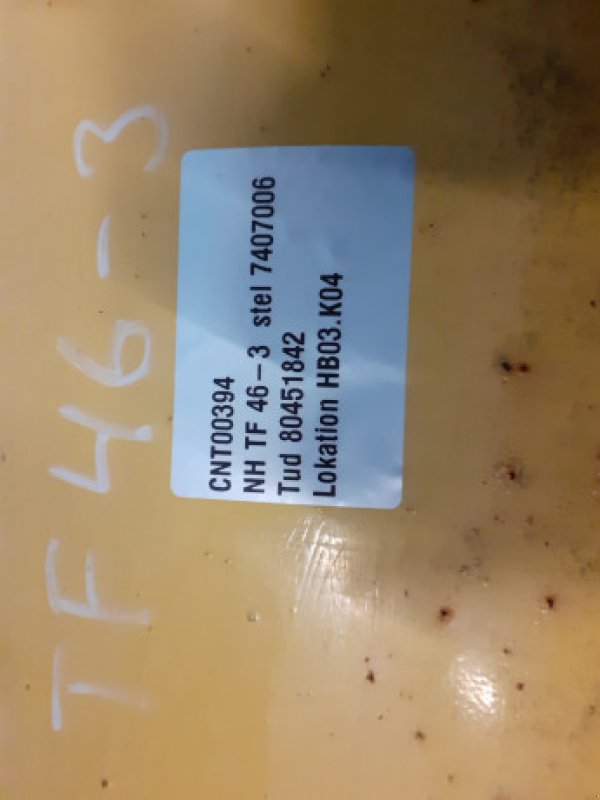 TF 46-3
CNT00394
NH TF 46-3 stel 7407006
Tud 80451842
Lokation HB03.K04